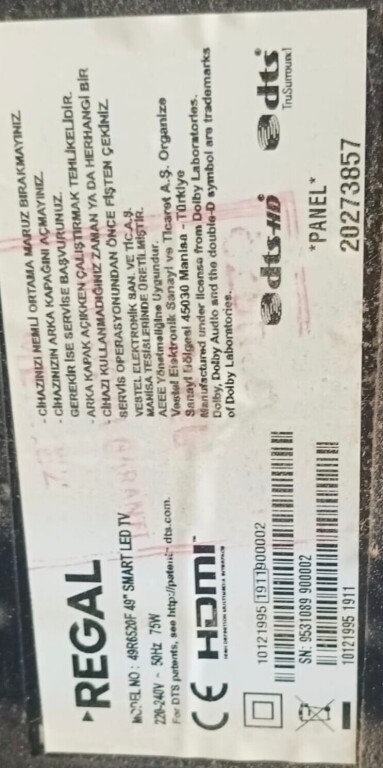 REGAL
MODEL NO : 49R6520F 49" SMART LED TV
220-240V - 50Hz 75W
For DTS patents, see http://patents.dts.com.
CE HDMI
10121995 1911 900002
SN: 9531089 900002
10121995 1911
- CİHAZINIZI NEMLİ ORTAMA MARUZ BIRAKMAYINIZ.
- CİHAZINIZIN ARKA KAPAĞINI AÇMAYINIZ.
GEREKİR İSE SERVİSE BAŞVURUNUZ.
- ARKA KAPAK AÇIKKEN ÇALIŞTIRMAK TEHLİKELİDİR.
- CİHAZI KULLANMADIĞINIZ ZAMAN YA DA HERHANGİ BİR
SERVİS OPERASYONUNDAN ÖNCE FİŞTEN ÇEKİNİZ.
VESTEL ELEKTRONİK SAN. VE TİC.A.Ş.
MANİSA TESİSLERİNDE ÜRETİLMİŞTİR.
AEEE Yönetmeliğine Uygundur.
Vestel Elektronik Sanayi ve Ticaret A.Ş. Organize
Sanayi Bölgesi 45030 Manisa - Türkiye
Manufactured under license from Dolby Laboratories.
Dolby, Dolby Audio and the double-D symbol are trademarks
of Dolby Laboratories.
dts-HD
dts
TruSurround
*PANEL*
20273857